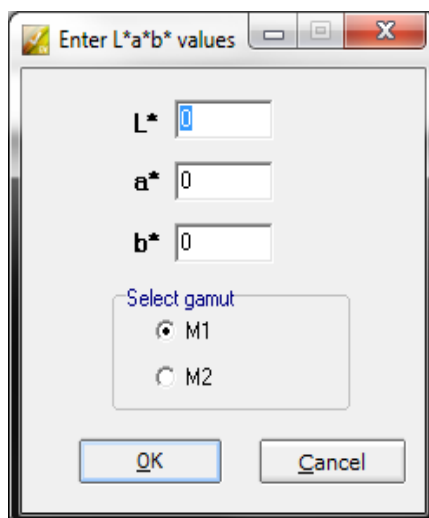 Enter L*a*b* values
L* 0
a* 0
b* 0
Select gamut
M1
M2
OK Cancel